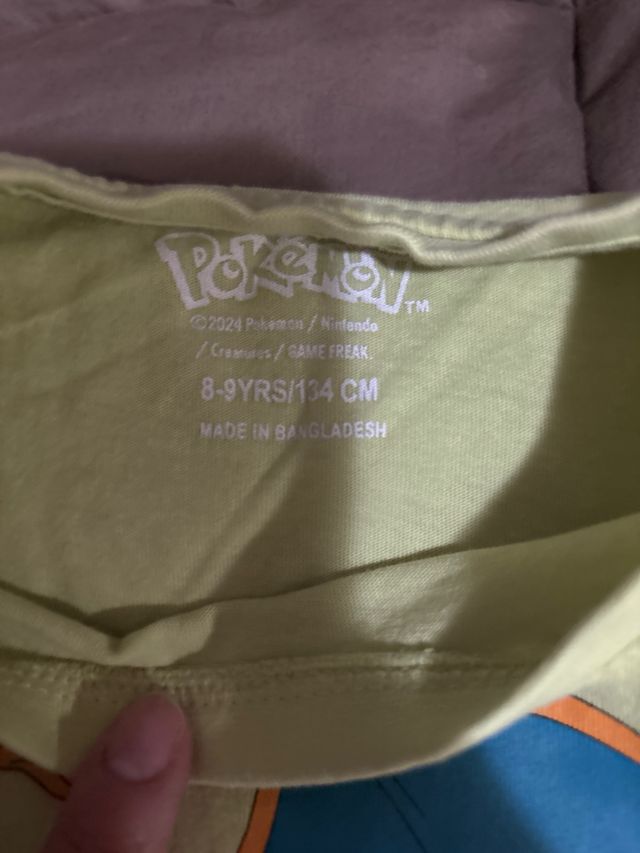 POKéMON™
©2024 Pokémon / Nintendo
/ Creatures / GAME FREAK.
8-9YRS/134 CM
MADE IN BANGLADESH